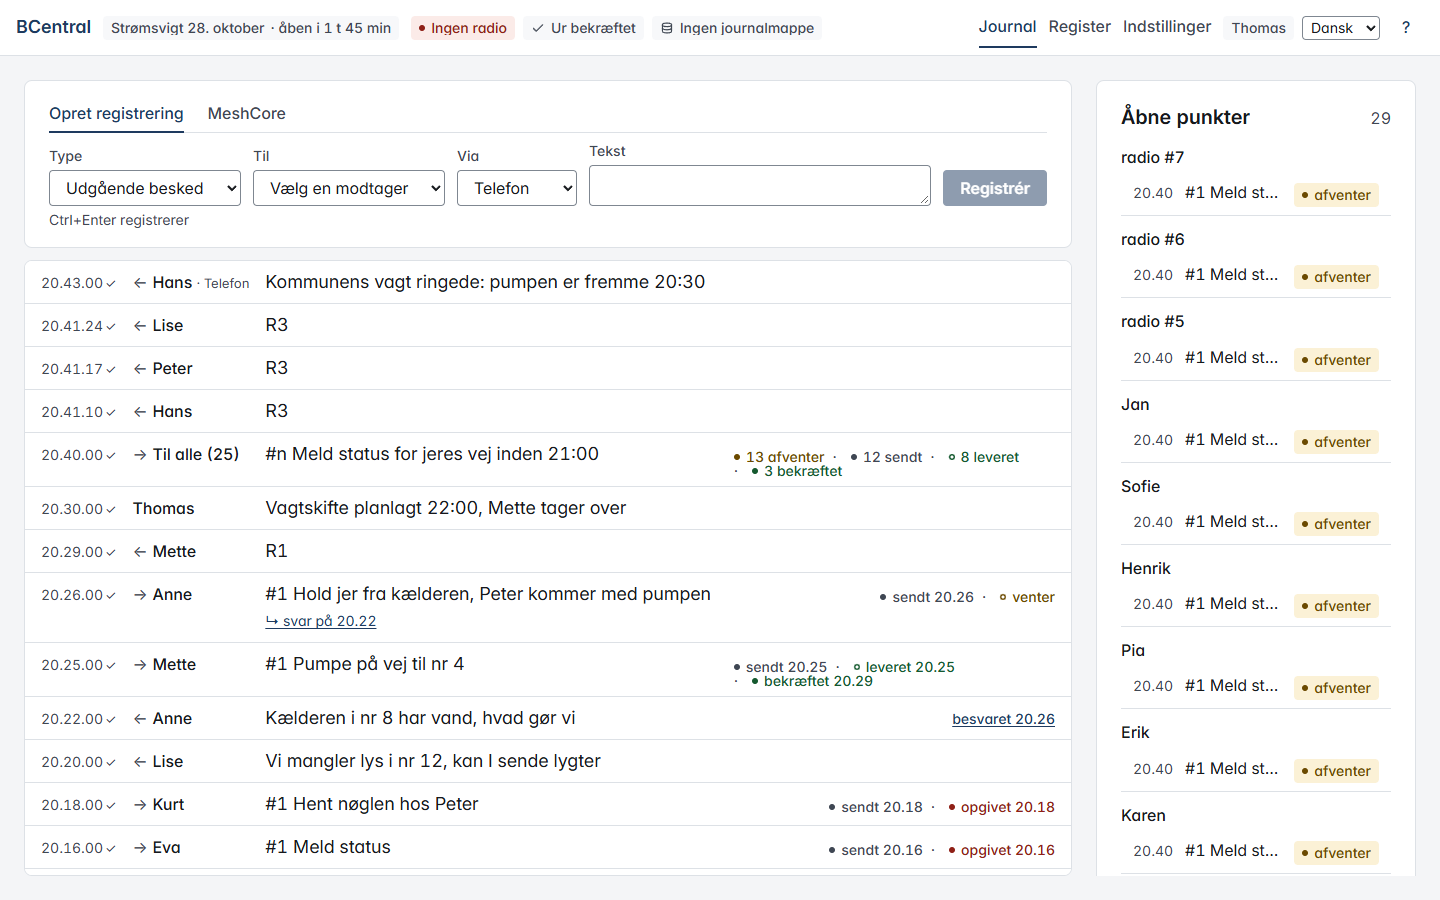 BCentral
Strømsvigt 28. oktober · åben i 1 t 45 min
Ingen radio
Ur bekræftet
Ingen journalmappe
Journal
Register
Indstillinger
Thomas
Dansk
?
Opret registrering
MeshCore
Type
Til
Via
Tekst
Udgående besked
Vælg en modtager
Telefon
Registrér
Ctrl+Enter registrerer
20.43.00 ✓ ← Hans · Telefon Kommunens vagt ringede: pumpen er fremme 20:30
20.41.24 ✓ ← Lise R3
20.41.17 ✓ ← Peter R3
20.41.10 ✓ ← Hans R3
20.40.00 ✓ → Til alle (25) #n Meld status for jeres vej inden 21:00 • 13 afventer · • 12 sendt · ∘ 8 leveret
· • 3 bekræftet
20.30.00 ✓ Thomas Vagtskifte planlagt 22:00, Mette tager over
20.29.00 ✓ ← Mette R1
20.26.00 ✓ → Anne #1 Hold jer fra kælderen, Peter kommer med pumpen • sendt 20.26 · ∘ venter
↳ svar på 20.22
20.25.00 ✓ → Mette #1 Pumpe på vej til nr 4 • sendt 20.25 · ∘ leveret 20.25
· • bekræftet 20.29
20.22.00 ✓ ← Anne Kælderen i nr 8 har vand, hvad gør vi besvaret 20.26
20.20.00 ✓ ← Lise Vi mangler lys i nr 12, kan I sende lygter
20.18.00 ✓ → Kurt #1 Hent nøglen hos Peter • sendt 20.18 · • opgivet 20.18
20.16.00 ✓ → Eva #1 Meld status • sendt 20.16 · • opgivet 20.16
Åbne punkter 29
radio #7
20.40 #1 Meld st... • afventer
radio #6
20.40 #1 Meld st... • afventer
radio #5
20.40 #1 Meld st... • afventer
Jan
20.40 #1 Meld st... • afventer
Sofie
20.40 #1 Meld st... • afventer
Henrik
20.40 #1 Meld st... • afventer
Pia
20.40 #1 Meld st... • afventer
Erik
20.40 #1 Meld st... • afventer
Karen
20.40 #1 Meld st... • afventer